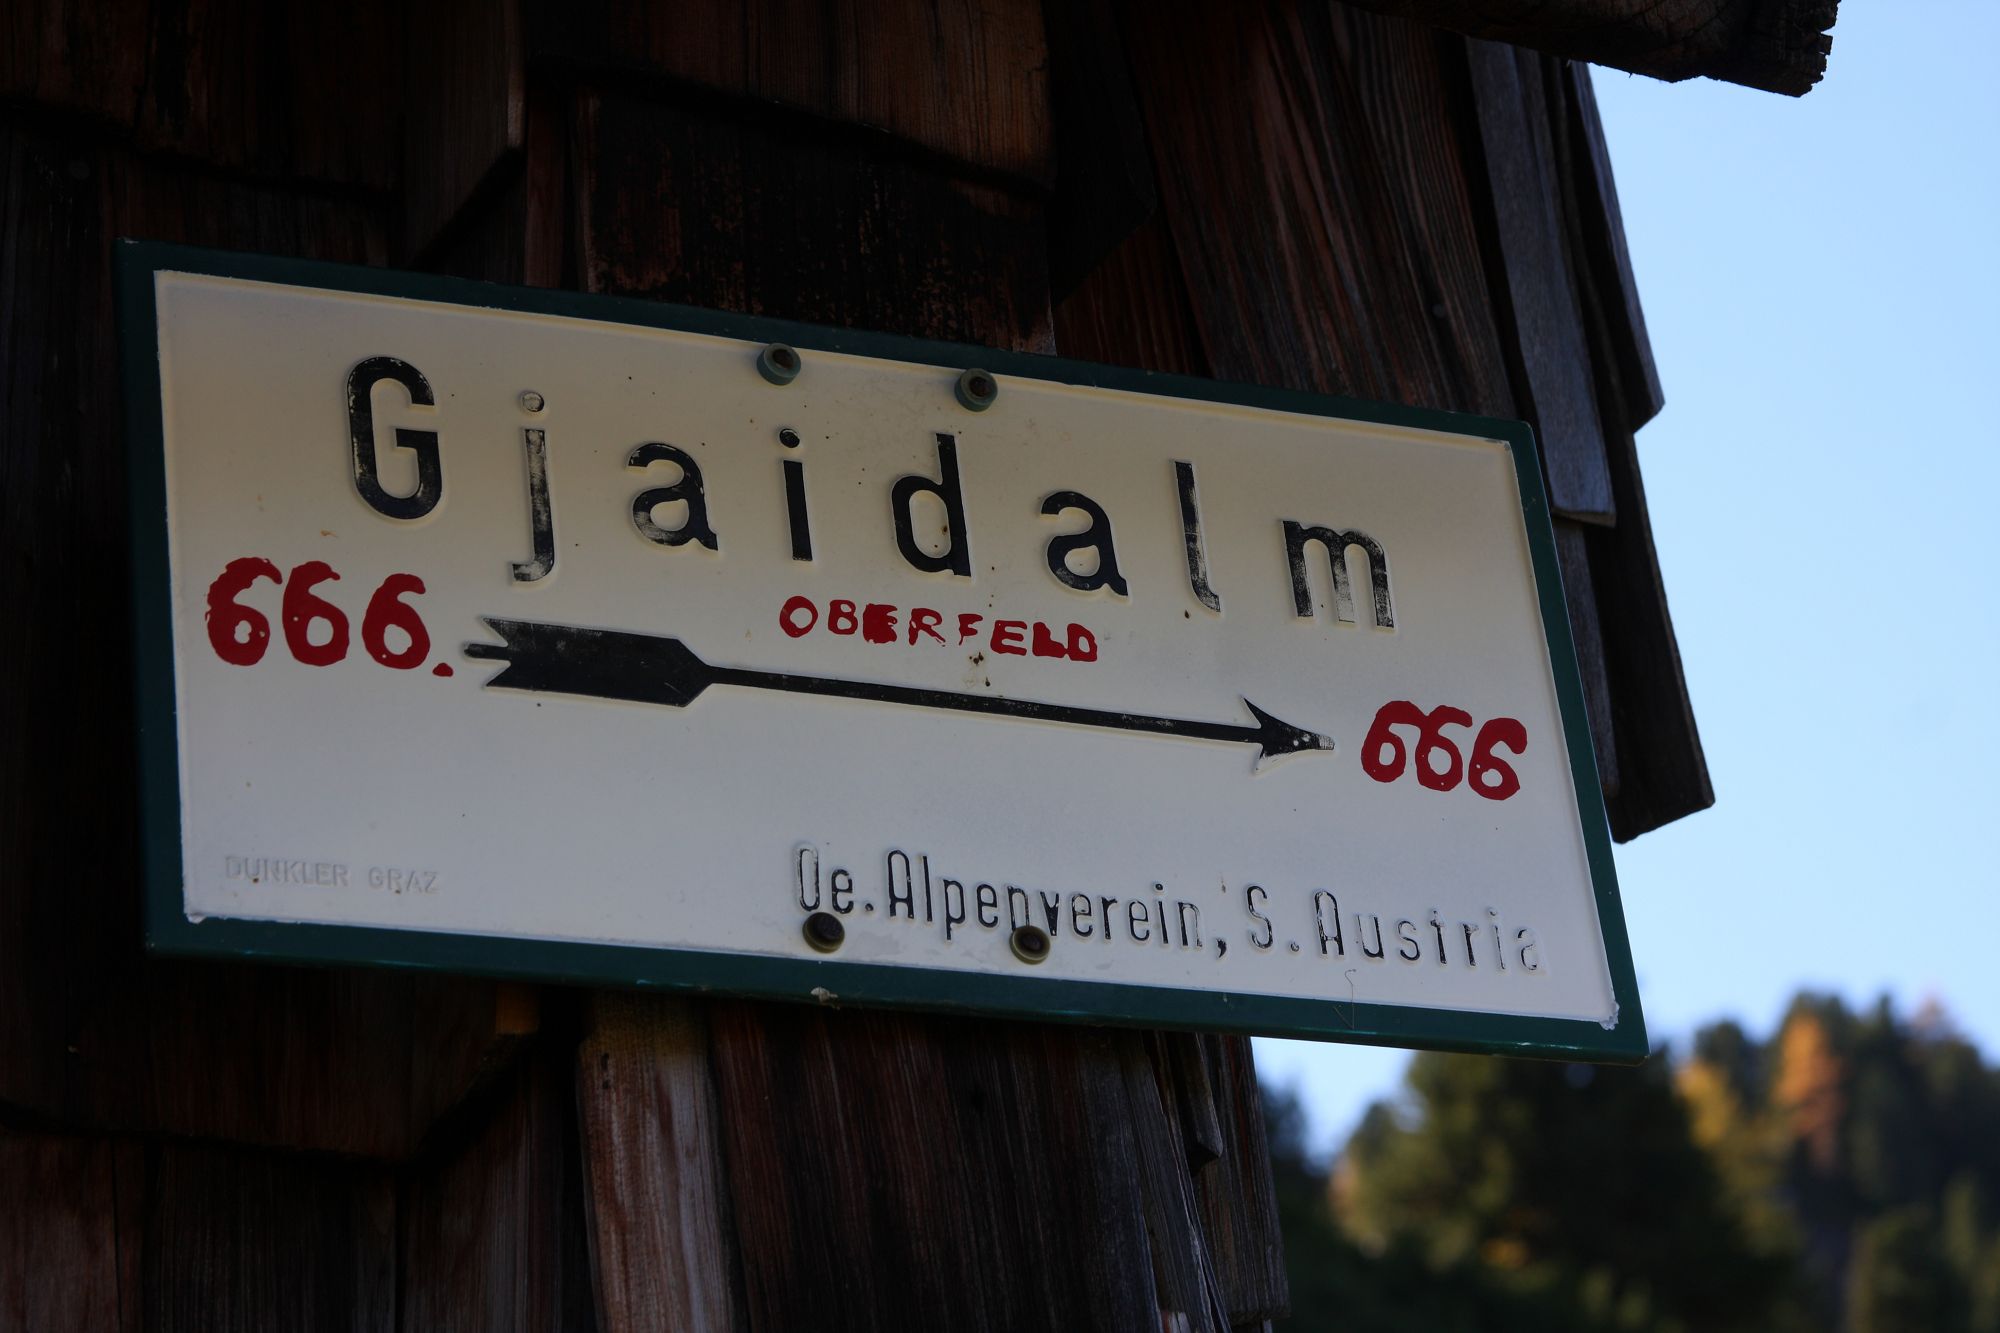 Gjaidalm
666. OBERFELD 666
Oe. Alpenverein, S. Austria
DUNKLER GRAZ